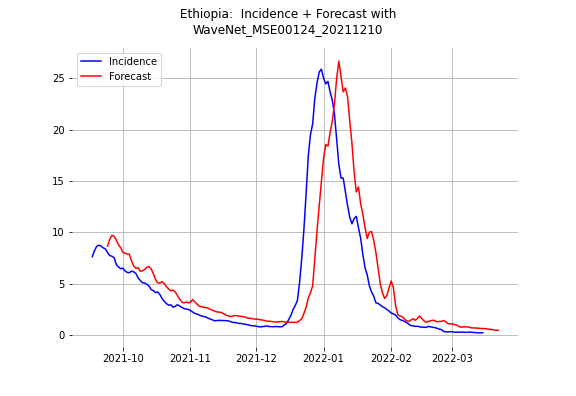 Ethiopia:  Incidence + Forecast with
WaveNet_MSE00124_20211210
Incidence
Forecast
25
20
15
10
5
0
2021-10 2021-11 2021-12 2022-01 2022-02 2022-03